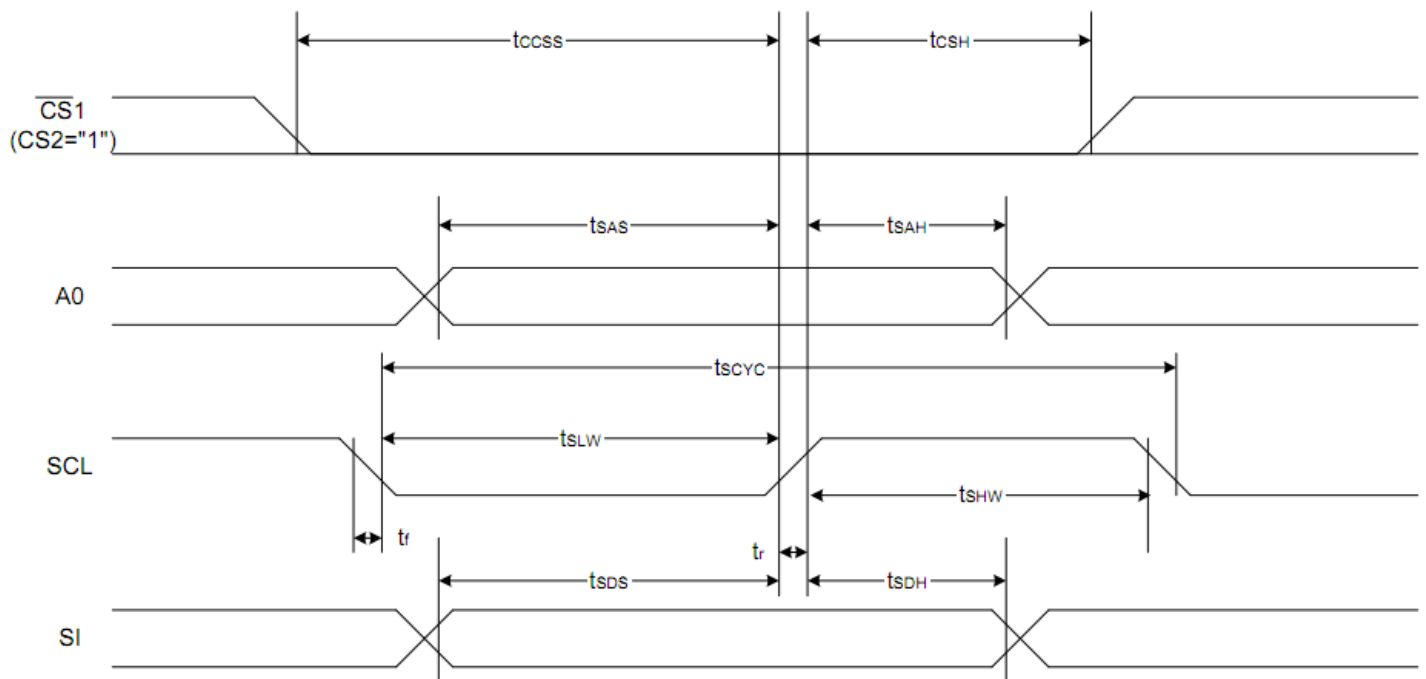 tCCSS
tCSH
CS1
(CS2="1")
tSAS
tSAH
A0
tSCYC
tSLW
SCL
tSHW
tf
tr
tSDS
tSDH
SI